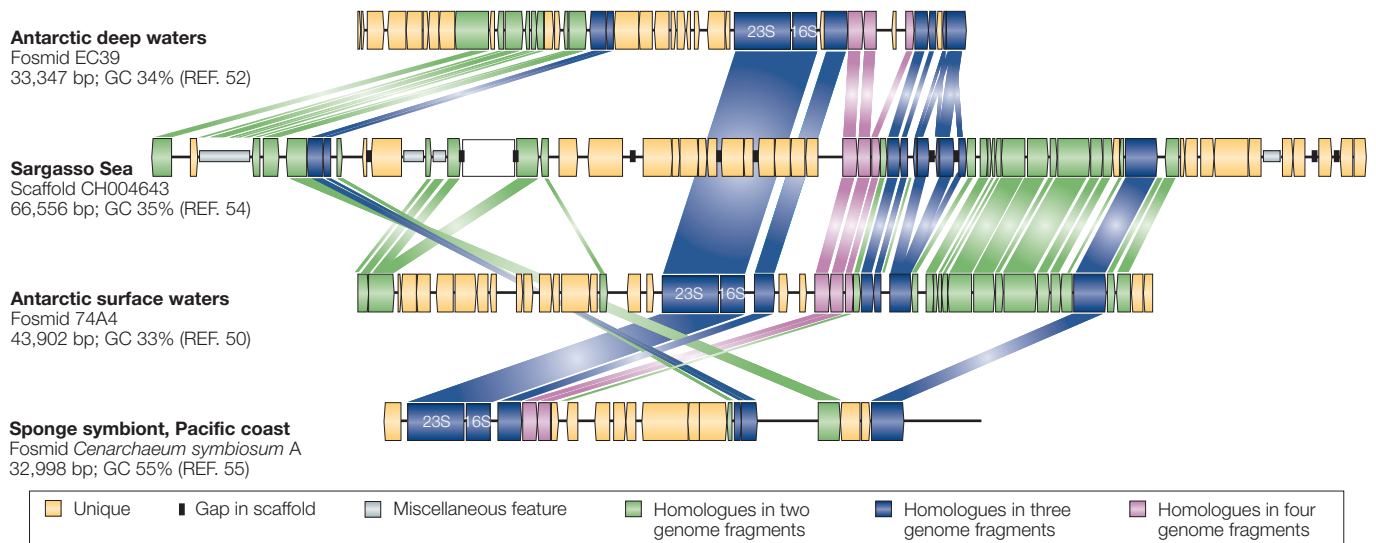 Antarctic deep waters
Fosmid EC39
33,347 bp; GC 34% (REF. 52)
23S 16S
Sargasso Sea
Scaffold CH004643
66,556 bp; GC 35% (REF. 54)
Antarctic surface waters
Fosmid 74A4
43,902 bp; GC 33% (REF. 50)
23S 16S
Sponge symbiont, Pacific coast
Fosmid Cenarchaeum symbiosum A
32,998 bp; GC 55% (REF. 55)
23S 16S
Unique
Gap in scaffold
Miscellaneous feature
Homologues in two
genome fragments
Homologues in three
genome fragments
Homologues in four
genome fragments